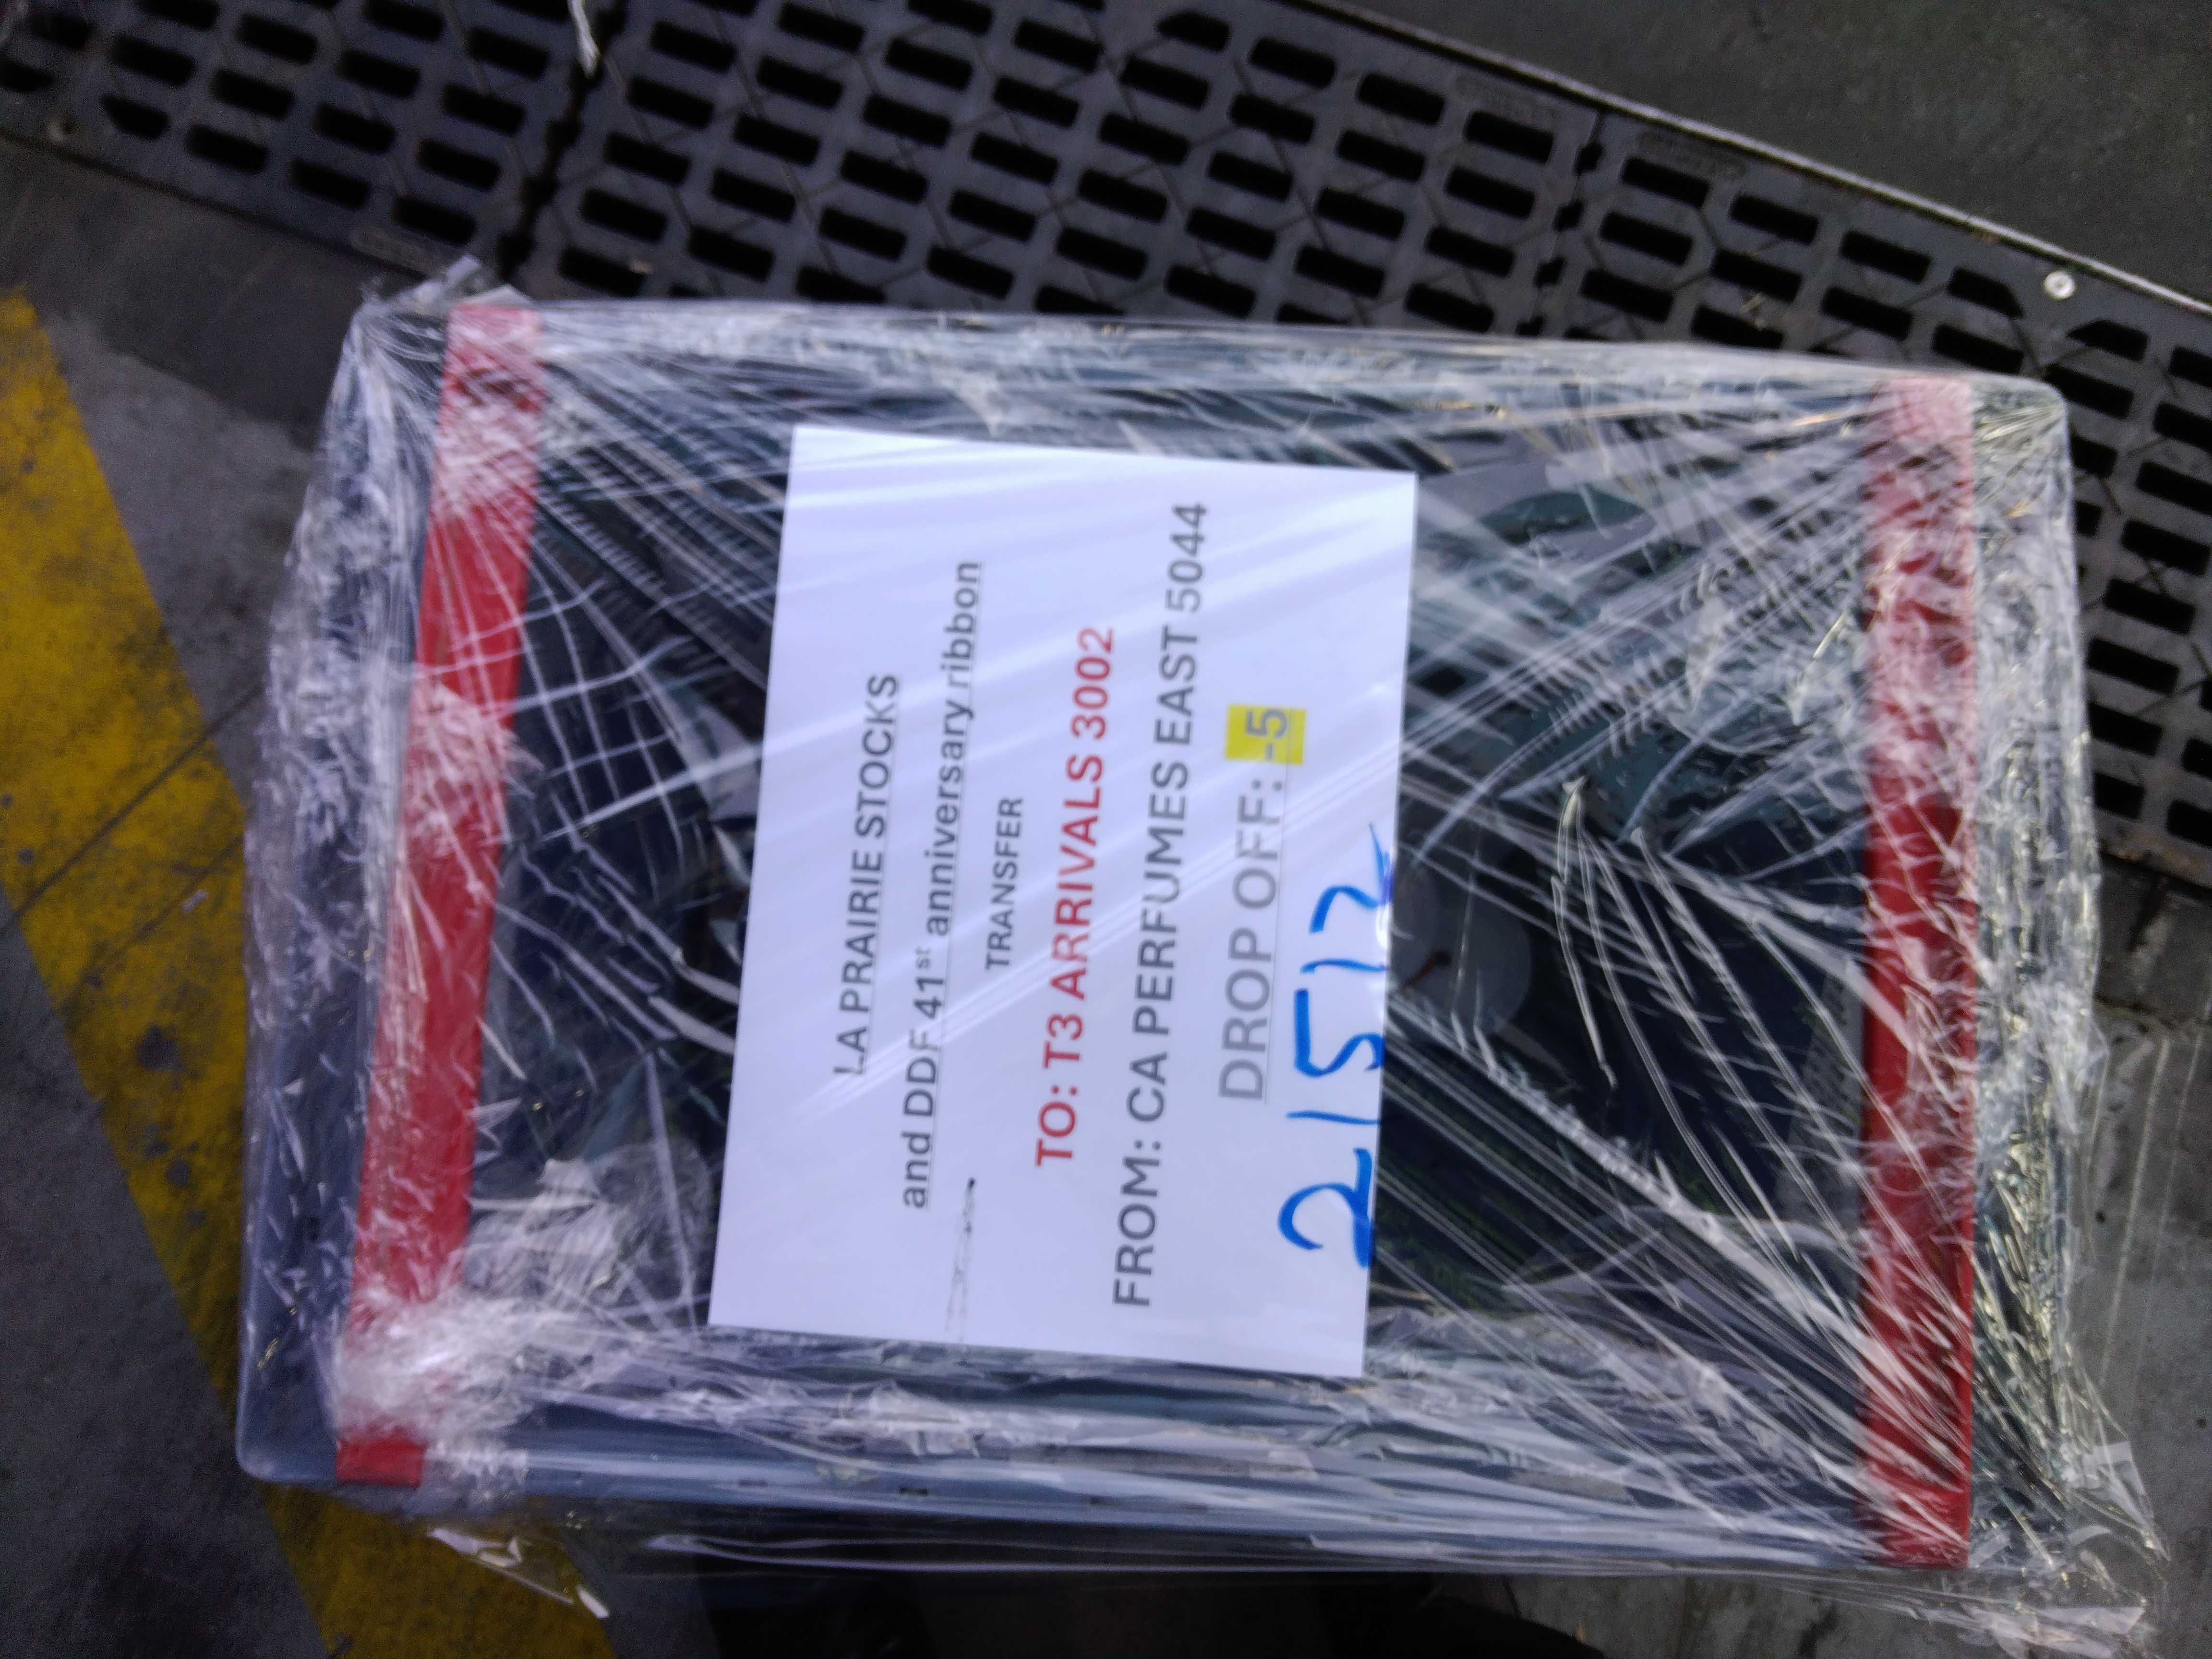 LA PRAIRIE STOCKS
and DDF 41st anniversary ribbon
TRANSFER
TO: T3 ARRIVALS 3002
FROM: CA PERFUMES EAST 5044
DROP OFF: -5
21512